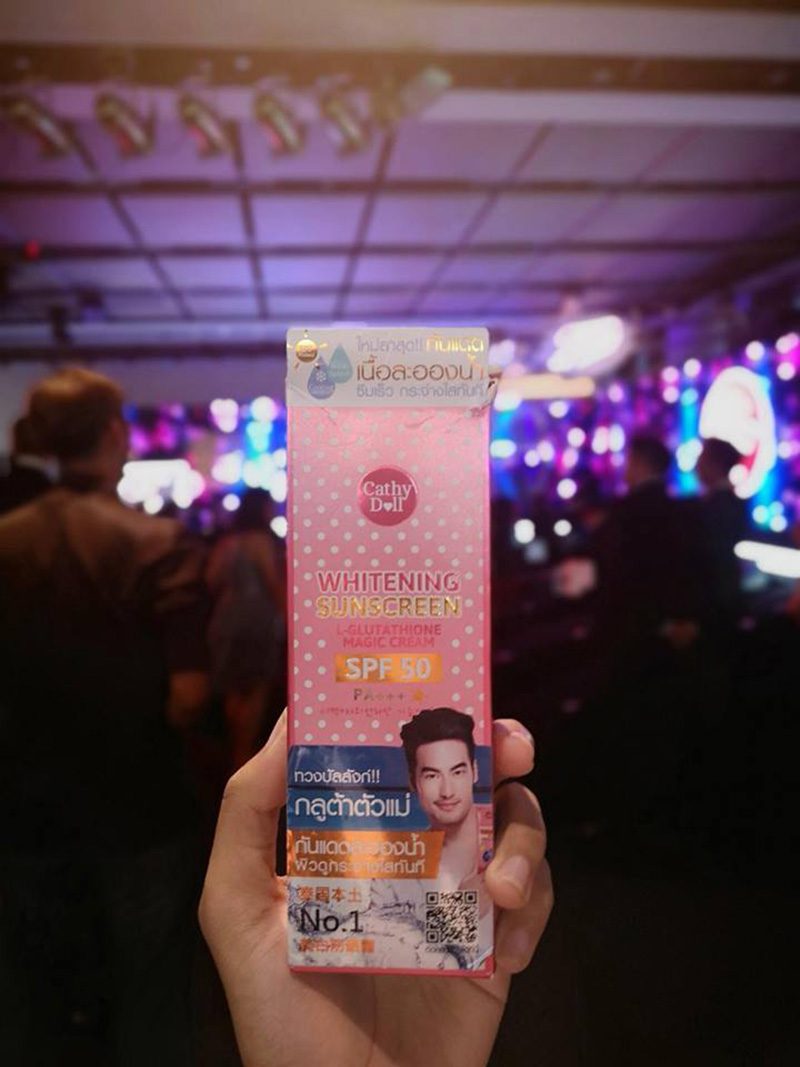 ใหม่ล่าสุด!! กันแดด
เนื้อละอองน้ำ
ซึมเร็ว กระจ่างใสทันที
Cathy
Doll
WHITENING
SUNSCREEN
L-GLUTATHIONE
MAGIC CREAM
SPF 50
PA+++
ทวงบัลลังก์!!
กลูต้าตัวแม่
กันแดดละอองน้ำ
ผิวดูกระจ่างใสทันที
泰國本土
No.1